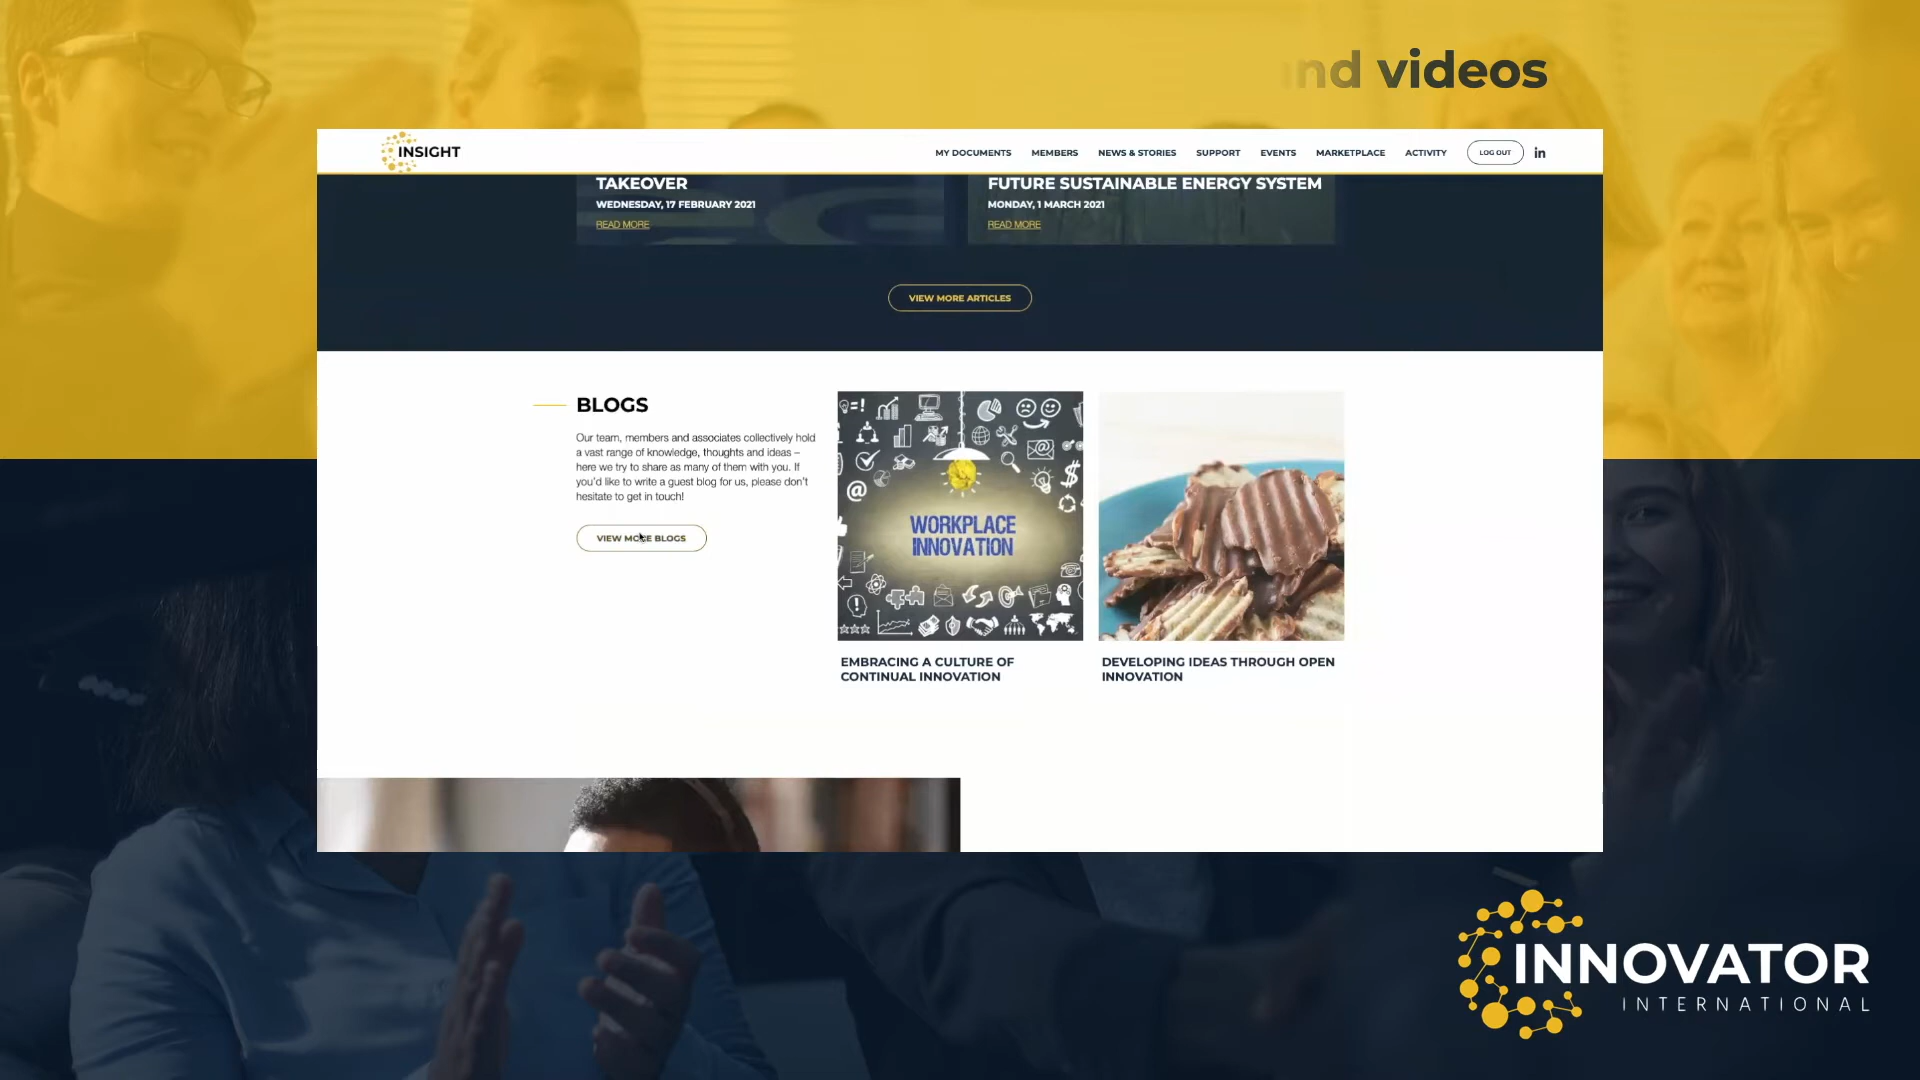 nd videos
INSIGHT
MY DOCUMENTS MEMBERS NEWS & STORIES SUPPORT EVENTS MARKETPLACE ACTIVITY LOG OUT in
TAKEOVER
WEDNESDAY, 17 FEBRUARY 2021
READ MORE
FUTURE SUSTAINABLE ENERGY SYSTEM
MONDAY, 1 MARCH 2021
READ MORE
VIEW MORE ARTICLES
BLOGS
Our team, members and associates collectively hold
a vast range of knowledge, thoughts and ideas –
here we try to share as many of them with you. If
you'd like to write a guest blog for us, please don't
hesitate to get in touch!
VIEW MORE BLOGS
WORKPLACE
INNOVATION
EMBRACING A CULTURE OF
CONTINUAL INNOVATION
DEVELOPING IDEAS THROUGH OPEN
INNOVATION
INNOVATOR
INTERNATIONAL